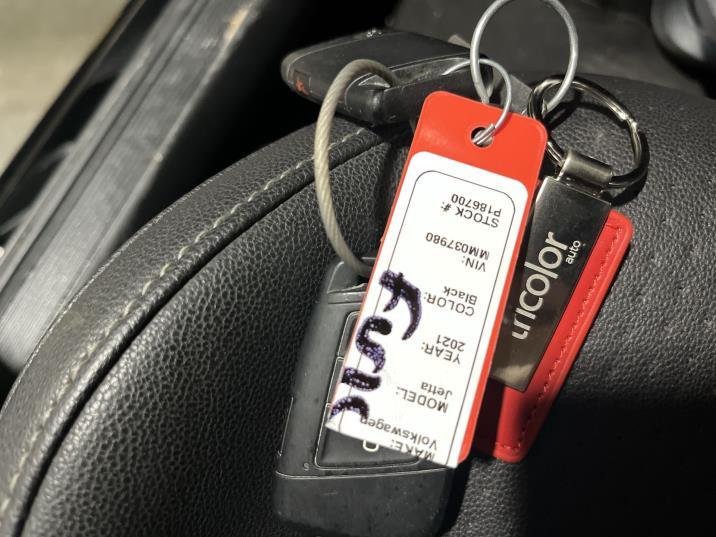 STOCK #:
P186700
VIN:
MM037980
COLOR:
Black
YEAR:
2021
MODEL:
Jetta
MAKE:
Volkswagen
tricolor
auto
S